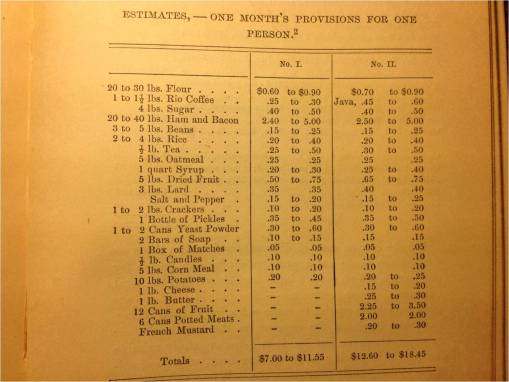 ESTIMATES, — ONE MONTH'S PROVISIONS FOR ONE
PERSON.²
No. I. No. II.
20 to 30 lbs. Flour . . . . $0.60 to $0.90 $0.70 to $0.90
1 to 1½ lbs. Rio Coffee . . .25 to .30 Java, .45 to .60
4 lbs. Sugar . . . . .40 to .50 .40 to .50
20 to 40 lbs. Ham and Bacon 2.40 to 5.00 2.50 to 5.00
3 to 5 lbs. Beans . . . . .15 to .25 .15 to .25
2 to 4 lbs. Rice . . . . .20 to .40 .20 to .40
½ lb. Tea . . . . . .25 to .50 .30 to .50
5 lbs. Oatmeal . . . .25 .25 .25 .25
1 quart Syrup . . . .20 to .30 .25 to .40
5 lbs. Dried Fruit . . .50 to .75 .65 to .75
3 lbs. Lard . . . . .35 .35 .40 .40
Salt and Pepper . .15 to .20 .15 to .25
1 to 2 lbs. Crackers . . . .10 to .20 .10 to .20
1 Bottle of Pickles . .35 to .45 .35 to .50
1 to 2 Cans Yeast Powder .30 to .60 .30 to .60
2 Bars of Soap . . .10 to .15 .15 .15
1 Box of Matches . .05 .05 .05 .05
½ lb. Candles . . . .10 .10 .10 .10
5 lbs. Corn Meal . . .10 .10 .10 .10
10 lbs. Potatoes . . . .20 .20 .20 to .25
1 lb. Cheese . . . . – – .15 to .20
1 lb. Butter . . . . – – .25 to .30
12 Cans of Fruit . . – – 2.25 to 3.50
6 Cans Potted Meats . – – 2.00 2.00
French Mustard . . – – .20 to .30
Totals . . . . $7.00 to $11.55 $12.60 to $18.45